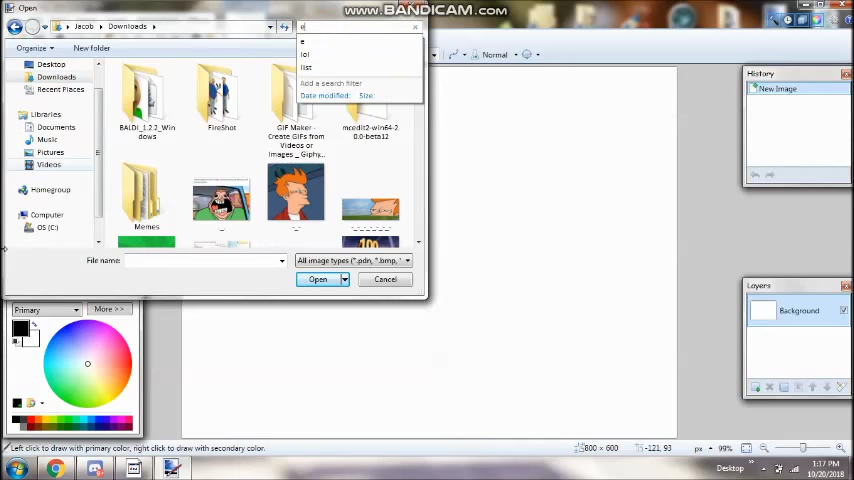 Open
www.BANDICAM.com
Jacob
Downloads
e
Organize
New folder
e
lol
list
Add a search filter
Date modified: Size:
Normal
Desktop
Downloads
Recent Places
Libraries
Documents
Music
Pictures
Videos
Homegroup
Computer
OS (C:)
BALDI_1.2.2_Win
dows
FireShot
GIF Maker -
Create GIFs from
Videos or
Images _ Giphy...
mcedit2-win64-2.
0.0-beta12
Memes
100
File name:
All image types (*.pdn, *.bmp, '
Open
Cancel
History
New Image
Layers
Background
Primary
More >>
Left click to draw with primary color, right click to draw with secondary color.
800 × 600
-121, 93
px
99%
Desktop
1:17 PM
10/20/2018